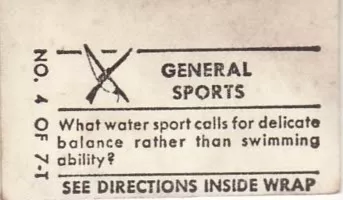 GENERAL
SPORTS
NO. 4 OF 7-I
What water sport calls for delicate
balance rather than swimming
ability?
SEE DIRECTIONS INSIDE WRAP